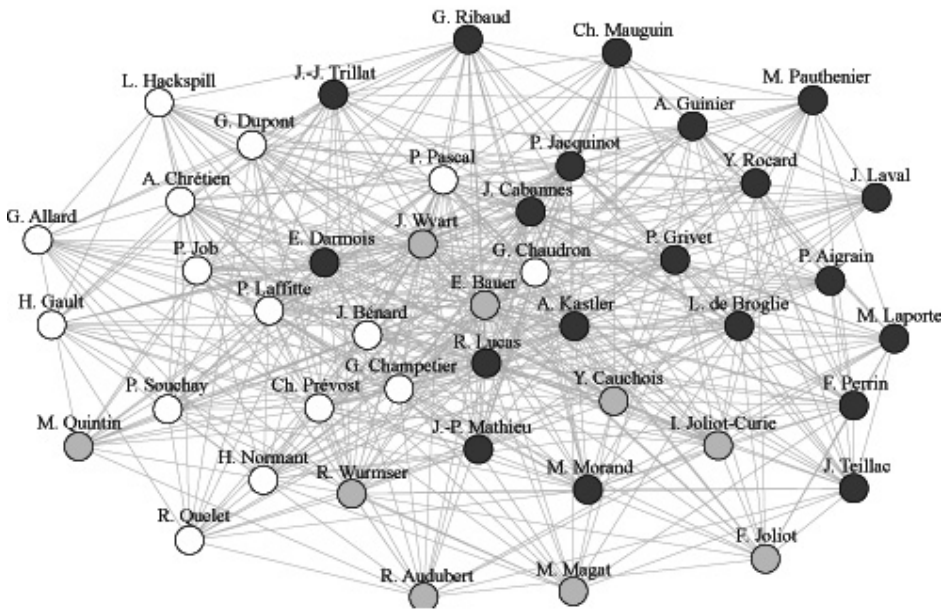 G. Ribaud
Ch. Mauguin
L. Hackspill
J.-J. Trillat
M. Pauthenier
G. Dupont
A. Guinier
P. Jacquinot
P. Pascal
Y. Rocard
A. Chrétien
J. Cabannes
J. Laval
G. Allard
J. Wyart
P. Job
E. Darmois
G. Chaudron
P. Grivet
P. Aigrain
E. Bauer
P. Laffitte
H. Gault
J. Bénard
A. Kastler
L. de Broglie
M. Laporte
R. Lucas
G. Champetier
Y. Cauchois
P. Souchay
Ch. Prévost
F. Perrin
M. Quintin
J.-P. Mathieu
I. Joliot-Curie
H. Normant
R. Wurmser
M. Morand
J. Teillac
R. Quelet
F. Joliot
R. Audubert
M. Magat